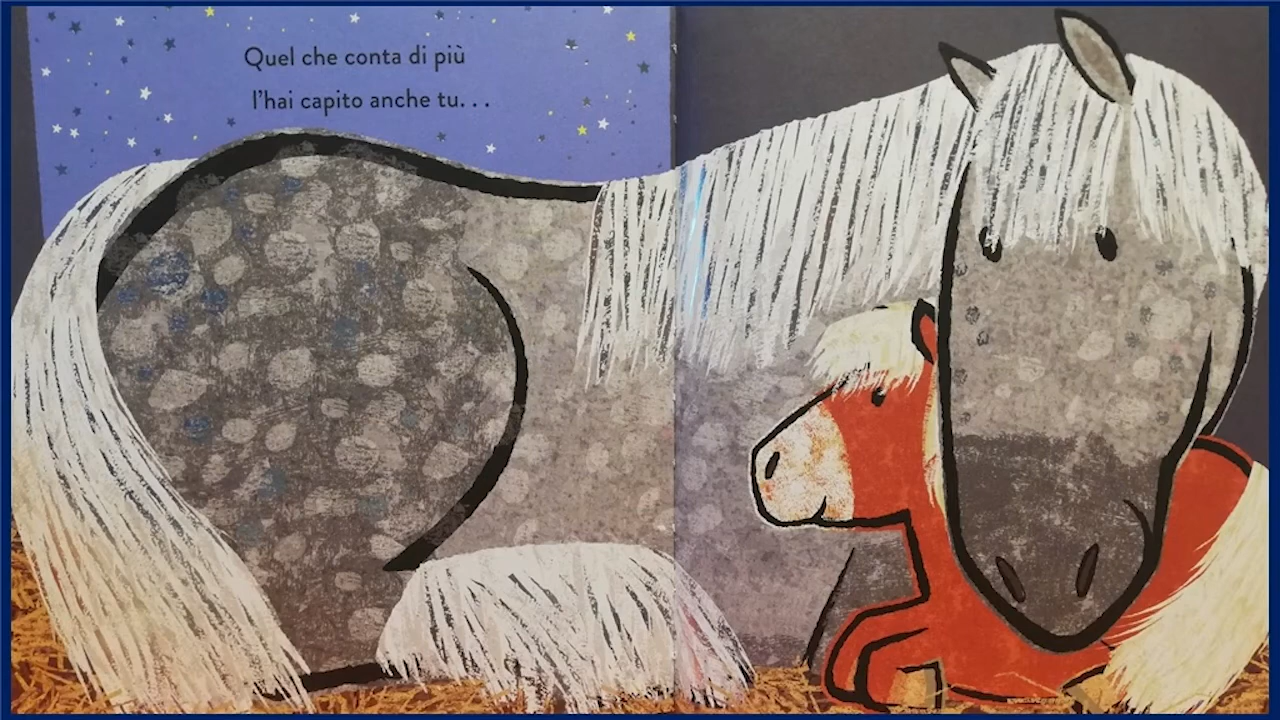 Quel che conta di più
l'hai capito anche tu. . .